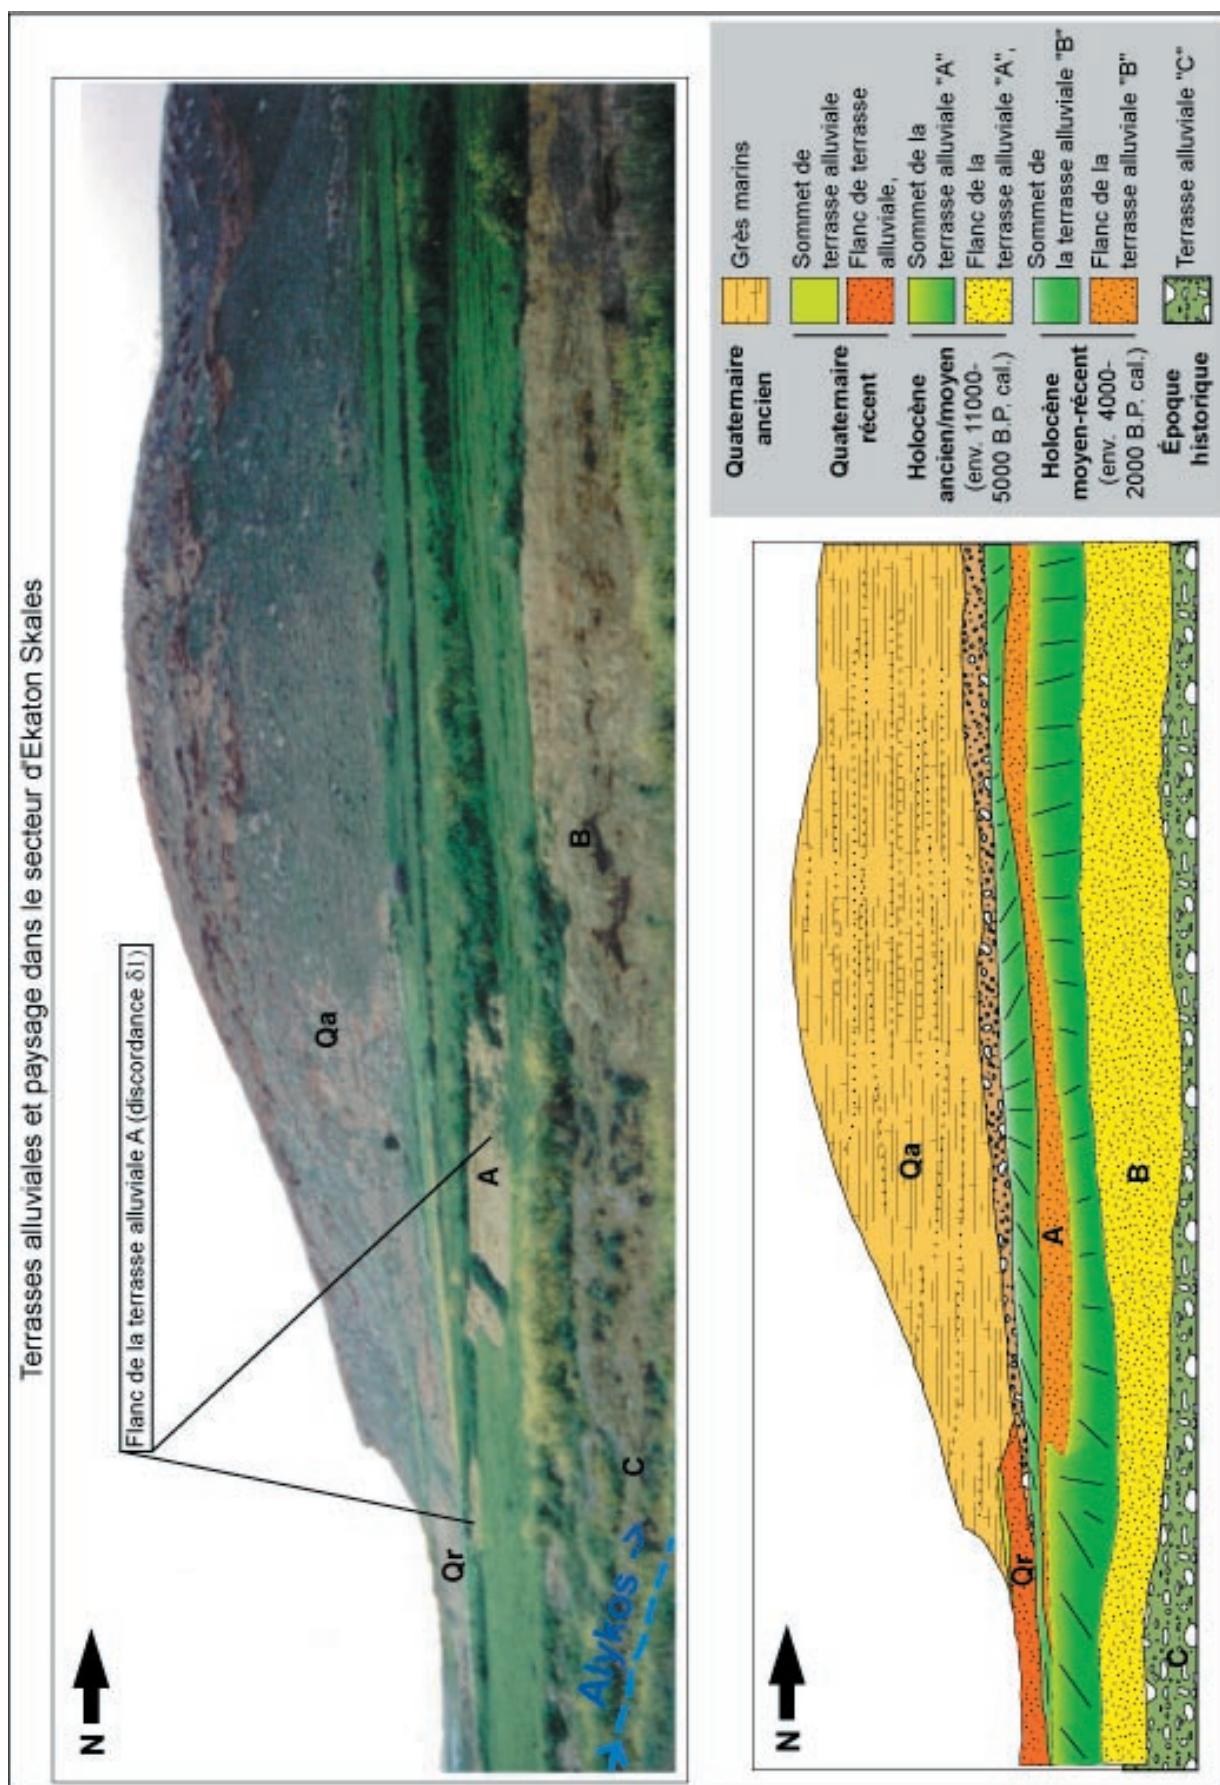 Terrasses alluviales et paysage dans le secteur d'Ekaton Skales
N
Flanc de la terrasse alluviale A (discordance δ1)
Qr
Qa
A
B
C
Alykos
N
Qr
Qa
A
B
C
Quaternaire
ancien
Grès marins
Quaternaire
récent
Sommet de
terrasse alluviale
Flanc de terrasse
alluviale,
Holocène
ancien/moyen
(env. 11000-
5000 B.P. cal.)
Sommet de la
terrasse alluviale "A"
Flanc de la
terrasse alluviale "A",
Holocène
moyen-récent
(env. 4000-
2000 B.P. cal.)
Sommet de
la terrasse alluviale "B"
Flanc de la
terrasse alluviale "B"
Époque
historique
Terrasse alluviale "C"